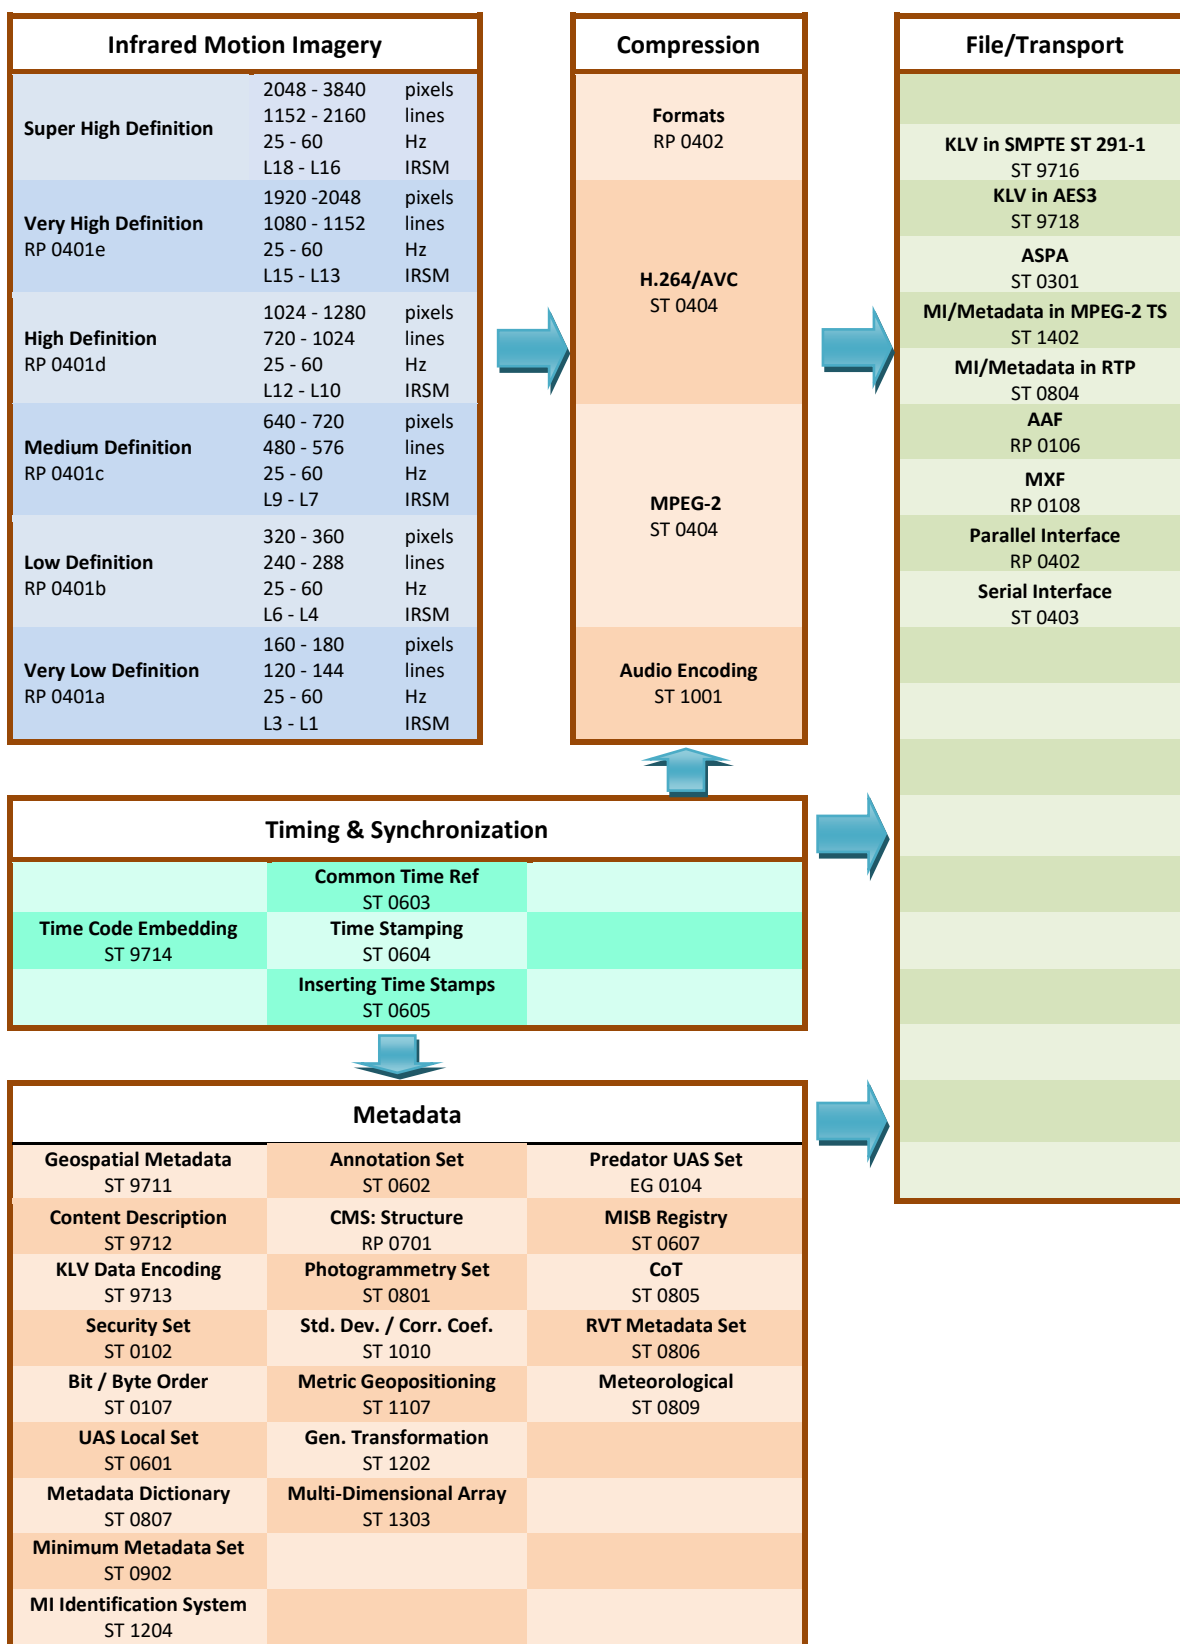 Infrared Motion Imagery
Super High Definition
2048 - 3840 pixels
1152 - 2160 lines
25 - 60 Hz
L18 - L16 IRSM
Very High Definition
RP 0401e
1920 -2048 pixels
1080 - 1152 lines
25 - 60 Hz
L15 - L13 IRSM
High Definition
RP 0401d
1024 - 1280 pixels
720 - 1024 lines
25 - 60 Hz
L12 - L10 IRSM
Medium Definition
RP 0401c
640 - 720 pixels
480 - 576 lines
25 - 60 Hz
L9 - L7 IRSM
Low Definition
RP 0401b
320 - 360 pixels
240 - 288 lines
25 - 60 Hz
L6 - L4 IRSM
Very Low Definition
RP 0401a
160 - 180 pixels
120 - 144 lines
25 - 60 Hz
L3 - L1 IRSM
Compression
Formats
RP 0402
H.264/AVC
ST 0404
MPEG-2
ST 0404
Audio Encoding
ST 1001
File/Transport
KLV in SMPTE ST 291-1
ST 9716
KLV in AES3
ST 9718
ASPA
ST 0301
MI/Metadata in MPEG-2 TS
ST 1402
MI/Metadata in RTP
ST 0804
AAF
RP 0106
MXF
RP 0108
Parallel Interface
RP 0402
Serial Interface
ST 0403
Timing & Synchronization
Common Time Ref
ST 0603
Time Code Embedding
ST 9714
Time Stamping
ST 0604
Inserting Time Stamps
ST 0605
Metadata
Geospatial Metadata
ST 9711
Annotation Set
ST 0602
Predator UAS Set
EG 0104
Content Description
ST 9712
CMS: Structure
RP 0701
MISB Registry
ST 0607
KLV Data Encoding
ST 9713
Photogrammetry Set
ST 0801
CoT
ST 0805
Security Set
ST 0102
Std. Dev. / Corr. Coef.
ST 1010
RVT Metadata Set
ST 0806
Bit / Byte Order
ST 0107
Metric Geopositioning
ST 1107
Meteorological
ST 0809
UAS Local Set
ST 0601
Gen. Transformation
ST 1202
Metadata Dictionary
ST 0807
Multi-Dimensional Array
ST 1303
Minimum Metadata Set
ST 0902
MI Identification System
ST 1204